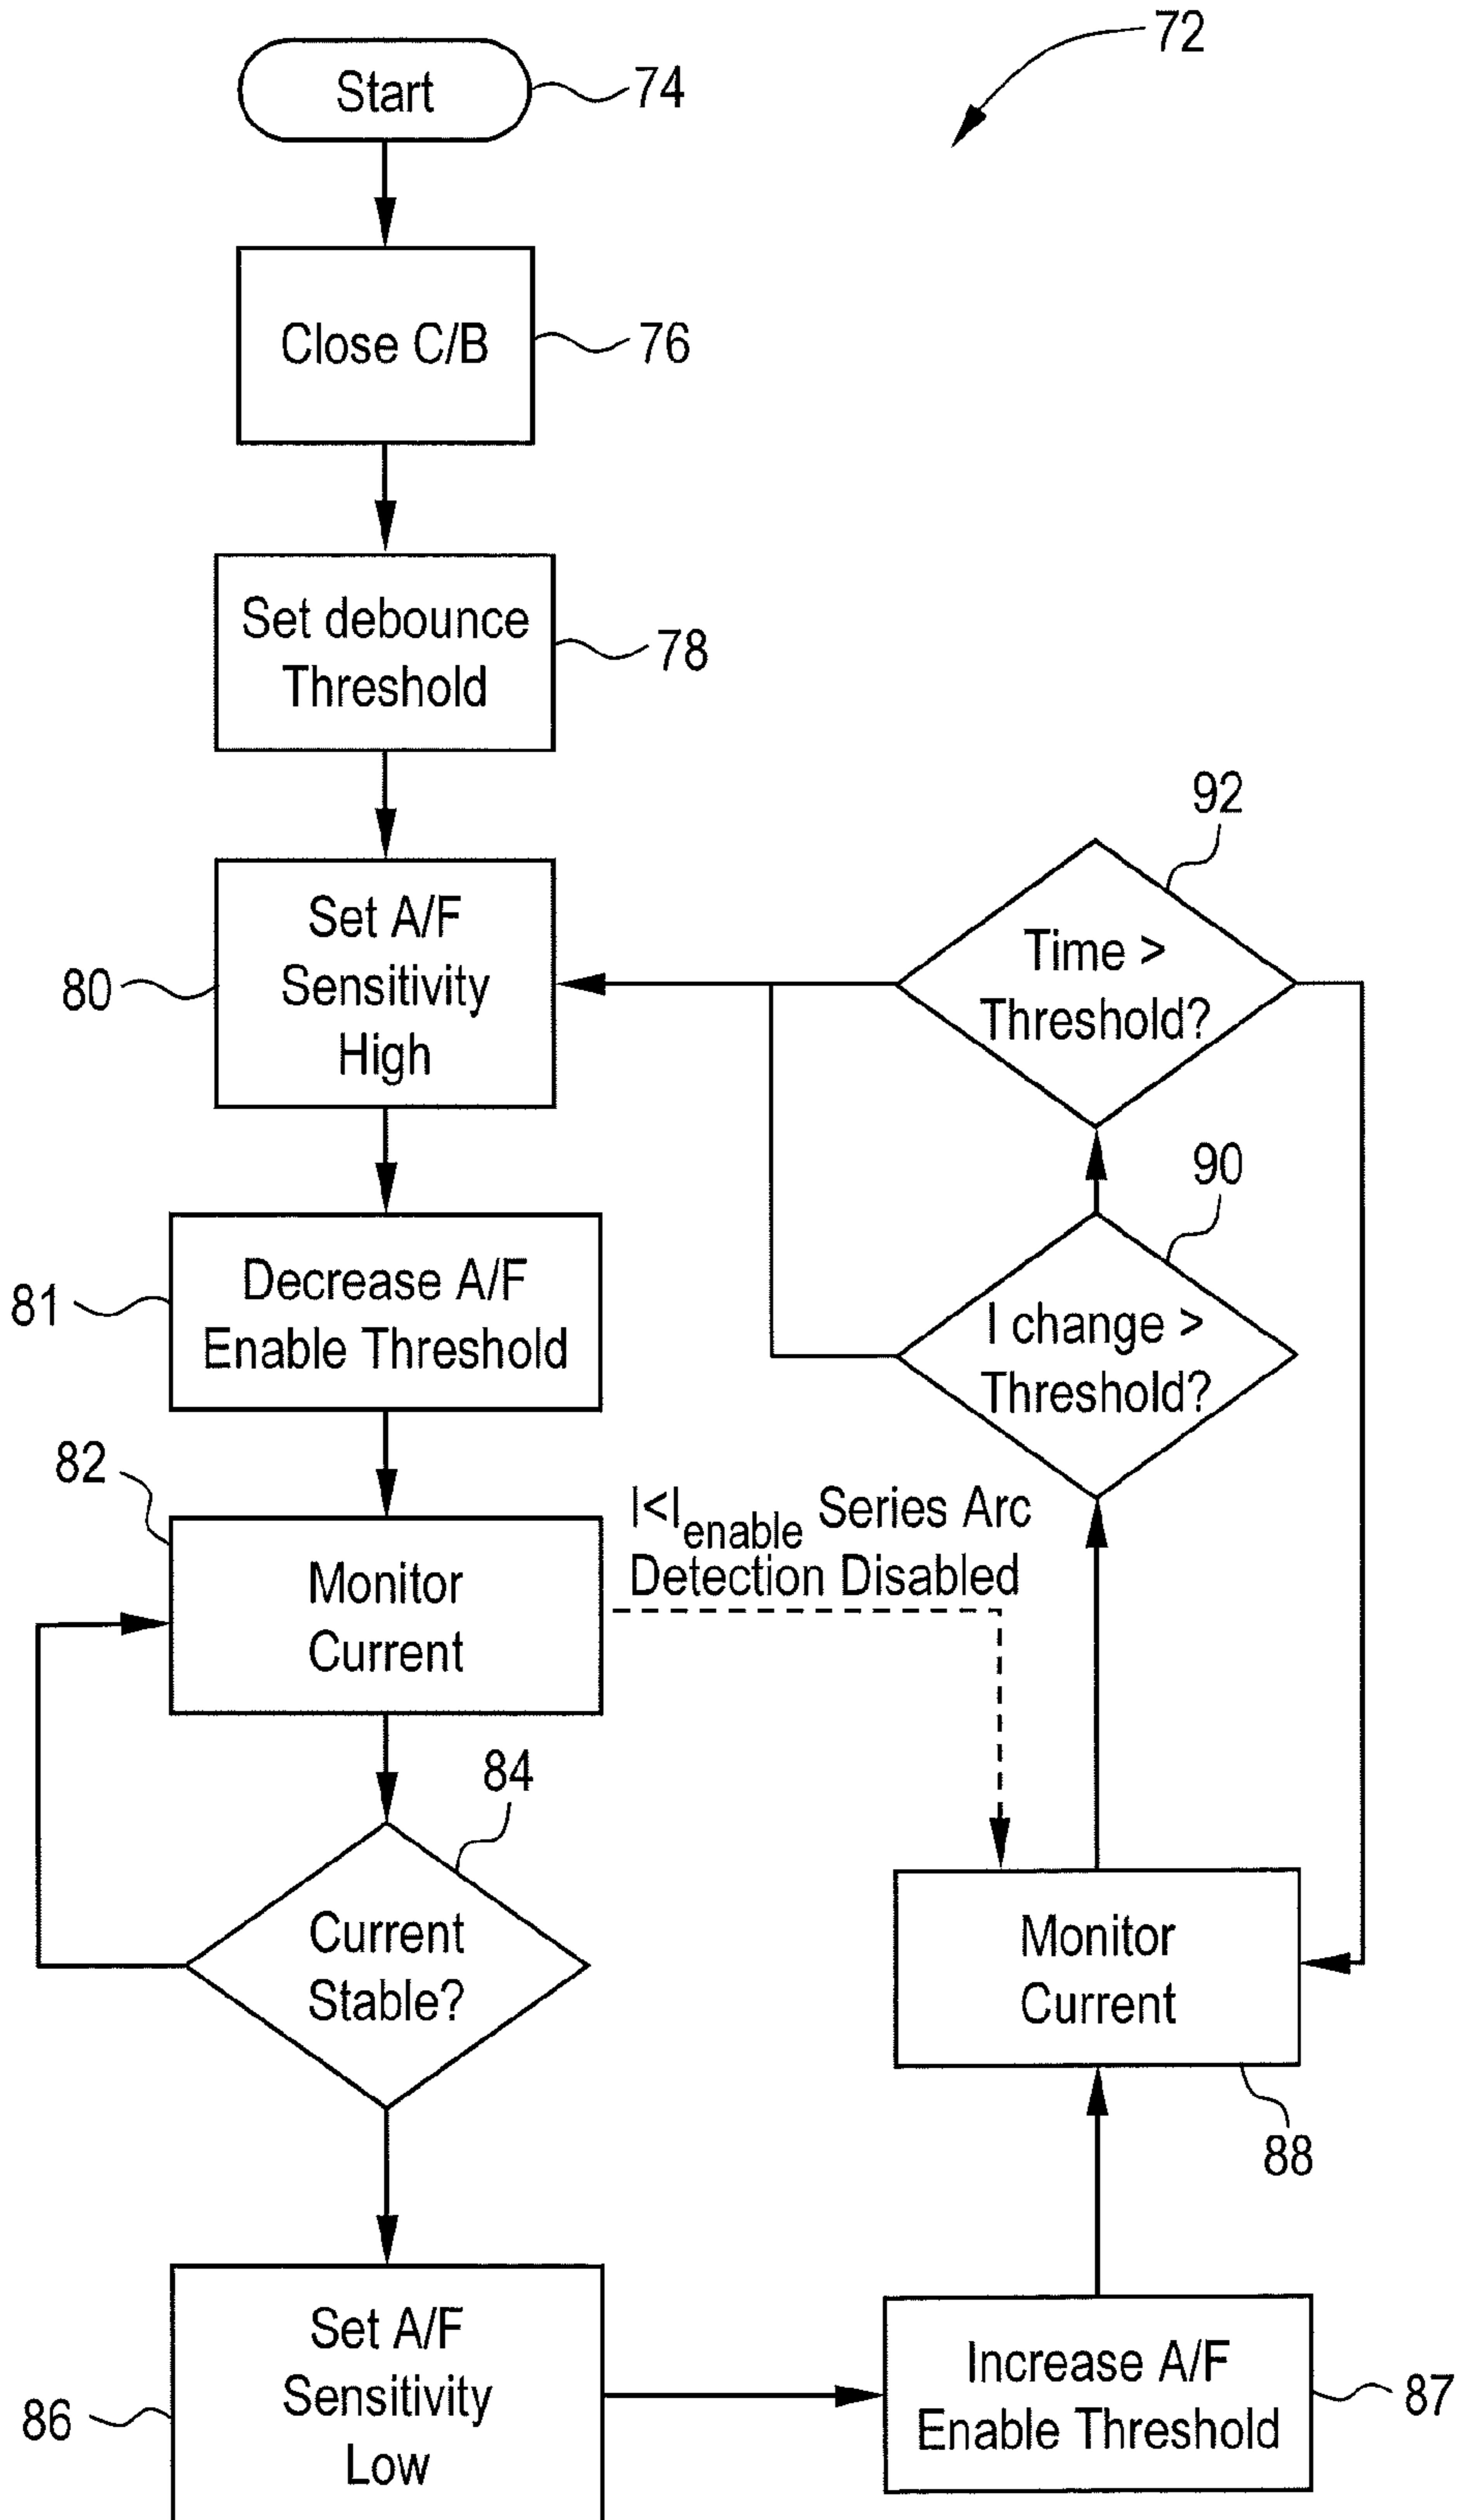 72
Start
74
Close C/B
76
Set debounce
Threshold
78
Set A/F
Sensitivity
High
80
Time >
Threshold?
92
Decrease A/F
Enable Threshold
81
I change >
Threshold?
90
Monitor
Current
82
I<Ienable Series Arc
Detection Disabled
Current
Stable?
84
Monitor
Current
88
Set A/F
Sensitivity
Low
86
Increase A/F
Enable Threshold
87